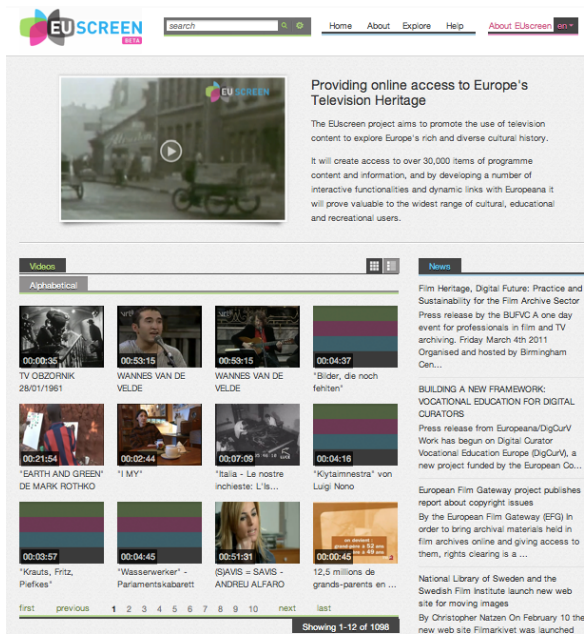 EUSCREEN
BETA
search
Home About Explore Help
About EUscreen en
EUSCREEN
Providing online access to Europe's
Television Heritage
The EUscreen project aims to promote the use of television
content to explore Europe's rich and diverse cultural history.
It will create access to over 30,000 items of programme
content and information, and by developing a number of
interactive functionalities and dynamic links with Europeana it
will prove valuable to the widest range of cultural, educational
and recreational users.
Videos
Alphabetical
00:00:35
TV OBZORNIK
28/01/1961
00:53:15
WANNES VAN DE
VELDE
00:53:15
WANNES VAN DE
VELDE
00:04:37
"Bilder, die noch
fehlten"
00:21:54
"EARTH AND GREEN"
DE MARK ROTHKO
00:02:44
"I MY"
00:07:09
"Italia - Le nostre
inchieste: L'Is...
00:04:16
"Klytaimnestra" von
Luigi Nono
00:03:57
"Krauts, Fritz,
Piefkes"
00:04:45
"Wasserwerker" -
Parlamentskabarett
00:51:31
(S)AVIS = SAVIS -
ANDREU ALFARO
00:00:45
12,5 milions de
grands-parents en ...
first previous 1 2 3 4 5 6 7 8 9 10 next last
Showing 1-12 of 1098
News
Film Heritage, Digital Future: Practice and
Sustainability for the Film Archive Sector
Press release by the BUFVC A one day
event for professionals in film and TV
archiving. Friday March 4th 2011
Organised and hosted by Birmingham
Cen...
BUILDING A NEW FRAMEWORK:
VOCATIONAL EDUCATION FOR DIGITAL
CURATORS
Press release from Europeana/DigCurV
Work has begun on Digital Curator
Vocational Education Europe (DigCurV), a
new project funded by the European Co...
European Film Gateway project publishes
report about copyright issues
By the European Film Gateway (EFG) In
order to bring archival materials held in
film archives online and giving access to
them, rights clearing is a ...
National Library of Sweden and the
Swedish Film Institute launch new web
site for moving images
By Christopher Natzen On February 10 the
new web site Filmarkivet was launched